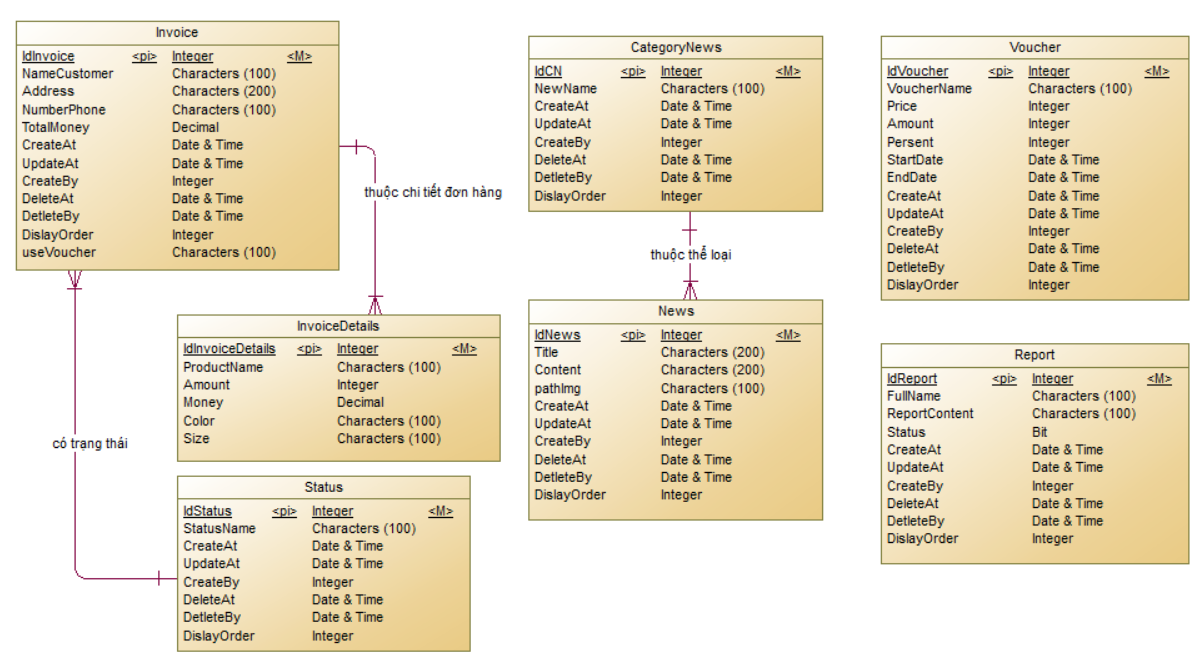 Invoice
IdInvoice <pi> Integer <M>
NameCustomer Characters (100)
Address Characters (200)
NumberPhone Characters (100)
TotalMoney Decimal
CreateAt Date & Time
UpdateAt Date & Time
CreateBy Integer
DeleteAt Date & Time
DetleteBy Date & Time
DislayOrder Integer
useVoucher Characters (100)
thuộc chi tiết đơn hàng
InvoiceDetails
IdInvoiceDetails <pi> Integer <M>
ProductName Characters (100)
Amount Integer
Money Decimal
Color Characters (100)
Size Characters (100)
có trạng thái
Status
IdStatus <pi> Integer <M>
StatusName Characters (100)
CreateAt Date & Time
UpdateAt Date & Time
CreateBy Integer
DeleteAt Date & Time
DetleteBy Date & Time
DislayOrder Integer
CategoryNews
IdCN <pi> Integer <M>
NewName Characters (100)
CreateAt Date & Time
UpdateAt Date & Time
CreateBy Integer
DeleteAt Date & Time
DetleteBy Date & Time
DislayOrder Integer
thuộc thể loại
News
IdNews <pi> Integer <M>
Title Characters (200)
Content Characters (200)
pathImg Characters (100)
CreateAt Date & Time
UpdateAt Date & Time
CreateBy Integer
DeleteAt Date & Time
DetleteBy Date & Time
DislayOrder Integer
Voucher
IdVoucher <pi> Integer <M>
VoucherName Characters (100)
Price Integer
Amount Integer
Persent Integer
StartDate Date & Time
EndDate Date & Time
CreateAt Date & Time
UpdateAt Date & Time
CreateBy Integer
DeleteAt Date & Time
DetleteBy Date & Time
DislayOrder Integer
Report
IdReport <pi> Integer <M>
FullName Characters (100)
ReportContent Characters (100)
Status Bit
CreateAt Date & Time
UpdateAt Date & Time
CreateBy Integer
DeleteAt Date & Time
DetleteBy Date & Time
DislayOrder Integer